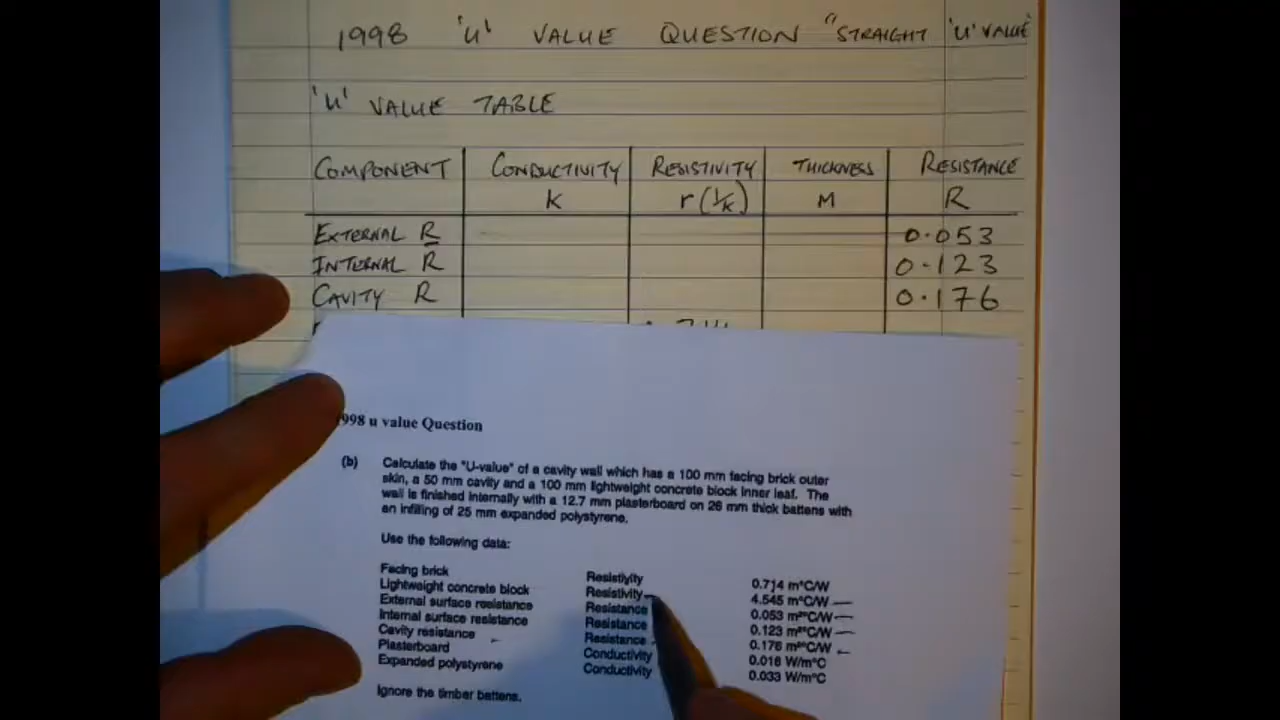 1998 'U' VALUE QUESTION "STRAIGHT 'U' VALUE"
'U' VALUE TABLE
COMPONENT CONDUCTIVITY RESISTIVITY THICKNESS RESISTANCE
K r (1/K) M R
EXTERNAL R 0.053
INTERNAL R 0.123
CAVITY R 0.176
1998 u value Question
(b) Calculate the "U-value" of a cavity wall which has a 100 mm facing brick outer
skin, a 50 mm cavity and a 100 mm lightweight concrete block inner leaf. The
wall is finished internally with a 12.7 mm plasterboard on 26 mm thick battens with
an infilling of 25 mm expanded polystyrene.
Use the following data:
Facing brick Resistivity 0.714 m°C/W
Lightweight concrete block Resistivity 4.545 m°C/W
External surface resistance Resistance 0.053 m²°C/W
Internal surface resistance Resistance 0.123 m²°C/W
Cavity resistance Resistance 0.176 m²°C/W
Plasterboard Conductivity 0.016 W/m°C
Expanded polystyrene Conductivity 0.033 W/m°C
Ignore the timber battens.